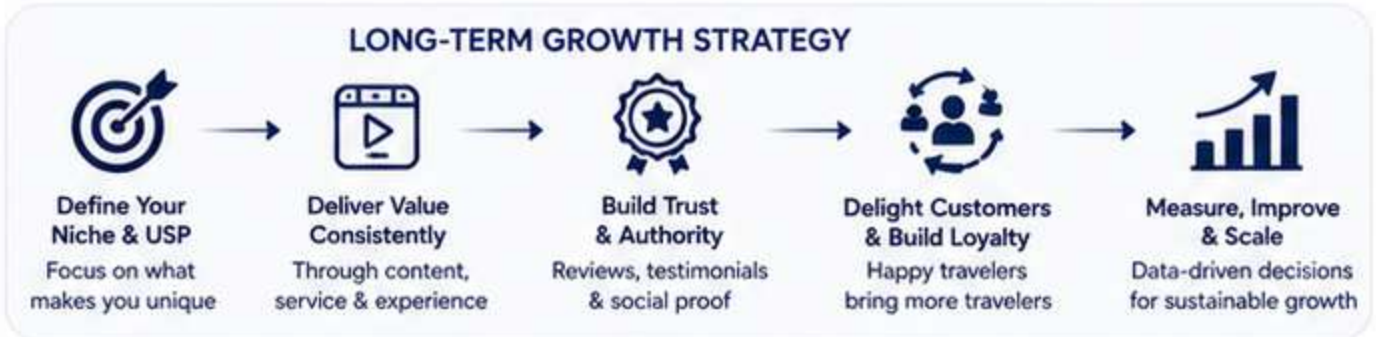 LONG-TERM GROWTH STRATEGY
Define Your
Niche & USP
Focus on what
makes you unique
Deliver Value
Consistently
Through content,
service & experience
Build Trust
& Authority
Reviews, testimonials
& social proof
Delight Customers
& Build Loyalty
Happy travelers
bring more travelers
Measure, Improve
& Scale
Data-driven decisions
for sustainable growth